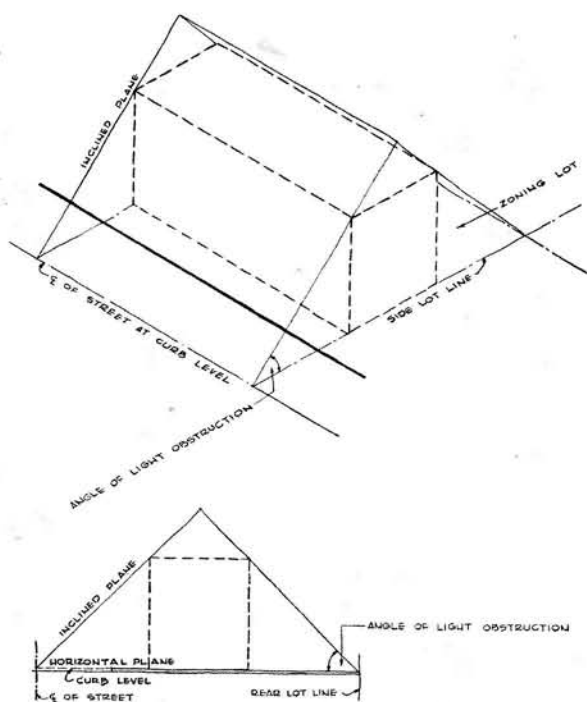 INCLINED PLANE
ZONING LOT
SIDE LOT LINE
℄ OF STREET AT CURB LEVEL
ANGLE OF LIGHT OBSTRUCTION
INCLINED PLANE
ANGLE OF LIGHT OBSTRUCTION
HORIZONTAL PLANE
CURB LEVEL
℄ OF STREET
REAR LOT LINE